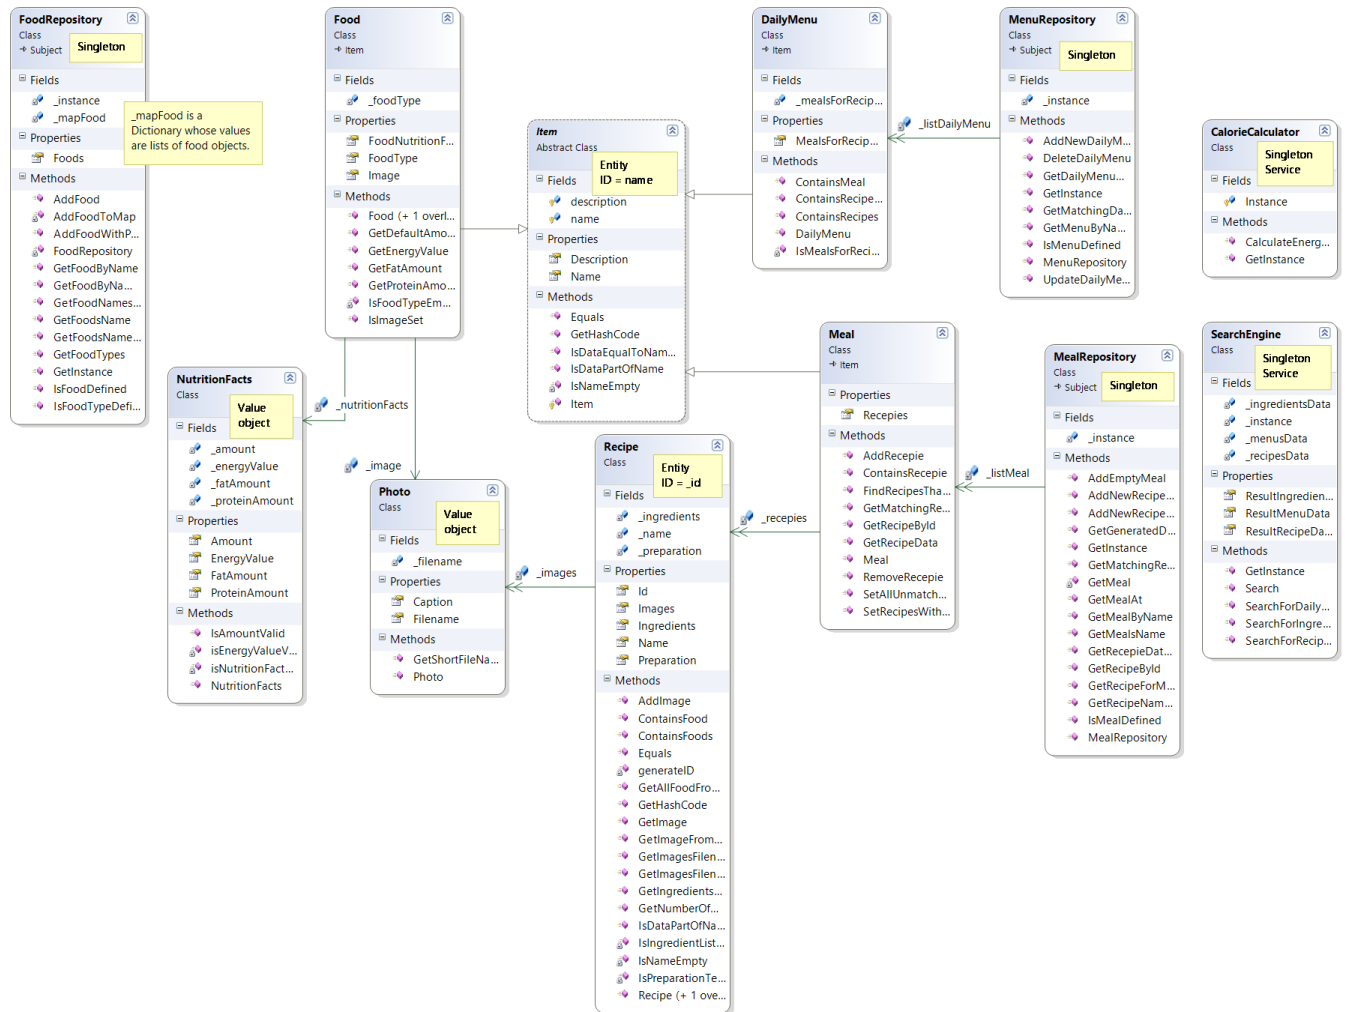 FoodRepository
Class
Subject
Singleton
Fields
_instance
_mapFood
Properties
Foods
Methods
AddFood
AddFoodToMap
AddFoodWithP...
FoodRepository
GetFoodByName
GetFoodByNa...
GetFoodNames...
GetFoodsName
GetFoodsName...
GetFoodTypes
GetInstance
IsFoodDefined
IsFoodTypeDefi...
_mapFood is a
Dictionary whose values
are lists of food objects.
Food
Class
Item
Fields
_foodType
Properties
FoodNutritionF...
FoodType
Image
Methods
Food (+ 1 overl...
GetDefaultAmo...
GetEnergyValue
GetFatAmount
GetProteinAmo...
IsFoodTypeEm...
IsImageSet
_nutritionFacts
_image
NutritionFacts
Class
Value
object
Fields
_amount
_energyValue
_fatAmount
_proteinAmount
Properties
Amount
EnergyValue
FatAmount
ProteinAmount
Methods
IsAmountValid
isEnergyValueV...
isNutritionFact...
NutritionFacts
Photo
Class
Value
object
Fields
_filename
Properties
Caption
Filename
Methods
GetShortFileNa...
Photo
Item
Abstract Class
Entity
ID = name
Fields
description
name
Properties
Description
Name
Methods
Equals
GetHashCode
IsDataEqualToNam...
IsDataPartOfName
IsNameEmpty
Item
_images
Recipe
Class
Entity
ID = _id
Fields
_ingredients
_name
_preparation
Properties
Id
Images
Ingredients
Name
Preparation
Methods
AddImage
ContainsFood
ContainsFoods
Equals
generateID
GetAllFoodFro...
GetHashCode
GetImage
GetImageFrom...
GetImagesFilen...
GetImagesFilen...
GetIngredients...
GetNumberOf...
IsDataPartOfNa...
IsIngredientList...
IsNameEmpty
IsPreparationTe...
Recipe (+ 1 ove...
_recepies
DailyMenu
Class
Item
Fields
_mealsForRecip...
Properties
MealsForRecip...
Methods
ContainsMeal
ContainsRecipe...
ContainsRecipes
DailyMenu
IsMealsForReci...
_listDailyMenu
MenuRepository
Class
Subject
Singleton
Fields
_instance
Methods
AddNewDailyM...
DeleteDailyMenu
GetDailyMenu...
GetInstance
GetMatchingDa...
GetMenuByNa...
IsMenuDefined
MenuRepository
UpdateDailyMe...
Meal
Class
Item
Properties
Recepies
Methods
AddRecepie
ContainsRecepie
FindRecipesTha...
GetMatchingRe...
GetRecipeById
GetRecipeData
Meal
RemoveRecepie
SetAllUnmatch...
SetRecipesWith...
_listMeal
MealRepository
Class
Subject
Singleton
Fields
_instance
Methods
AddEmptyMeal
AddNewRecipe...
AddNewRecipe...
GetGeneratedD...
GetInstance
GetMatchingRe...
GetMeal
GetMealAt
GetMealByName
GetMealsName
GetRecepieDat...
GetRecipeById
GetRecipeForM...
GetRecipeNam...
IsMealDefined
MealRepository
CalorieCalculator
Class
Singleton
Service
Fields
Instance
Methods
CalculateEnerg...
GetInstance
SearchEngine
Class
Singleton
Service
Fields
_ingredientsData
_instance
_menusData
_recipesData
Properties
ResultIngredien...
ResultMenuData
ResultRecipeDa...
Methods
GetInstance
Search
SearchForDaily...
SearchForIngre...
SearchForRecip...